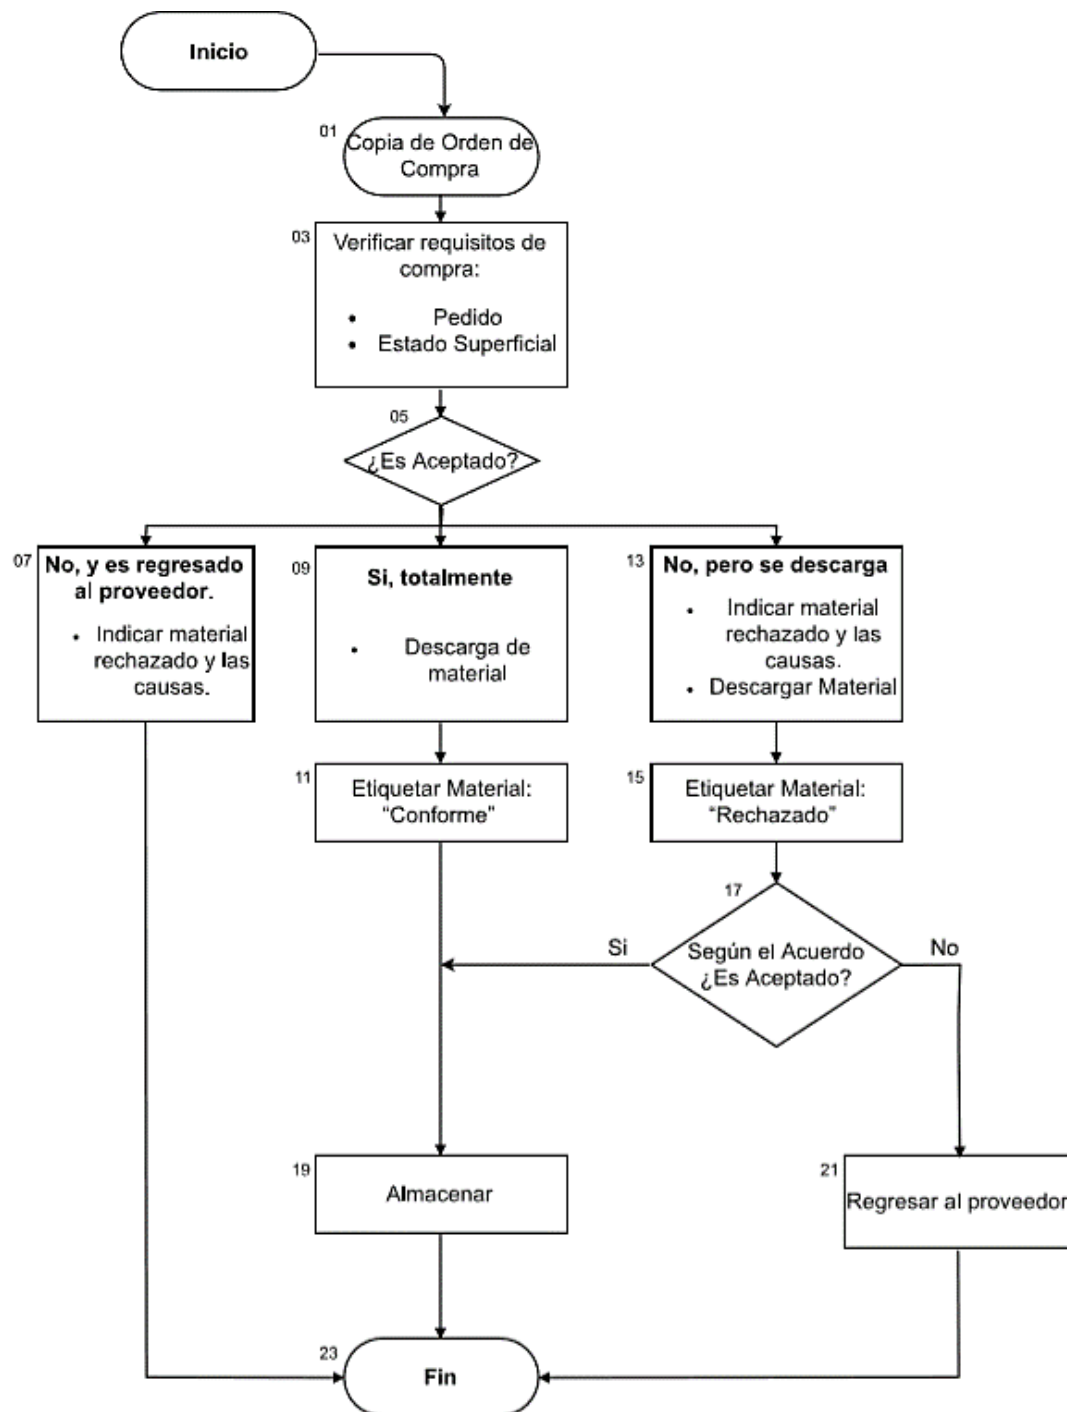 Inicio
01
Copia de Orden de
Compra
03
Verificar requisitos de
compra:
• Pedido
• Estado Superficial
05
¿Es Aceptado?
07
No, y es regresado
al proveedor.
• Indicar material
rechazado y las
causas.
09
Si, totalmente
• Descarga de
material
13
No, pero se descarga
• Indicar material
rechazado y las
causas.
• Descargar Material
11
Etiquetar Material:
“Conforme”
15
Etiquetar Material:
“Rechazado”
17
Según el Acuerdo
¿Es Aceptado?
Si
No
19
Almacenar
21
Regresar al proveedor
23
Fin